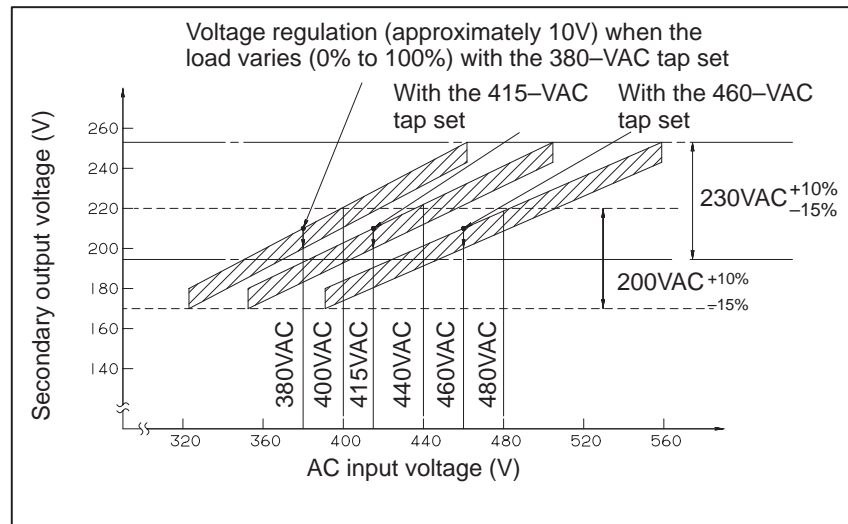 Voltage regulation (approximately 10V) when the
load varies (0% to 100%) with the 380–VAC tap set
With the 415–VAC
tap set
With the 460–VAC
tap set
Secondary output voltage (V)
260
240
220
200
180
160
140
230VAC +10%
–15%
200VAC +10%
–15%
380VAC
400VAC
415VAC
440VAC
460VAC
480VAC
320
360
400
440
480
520
560
AC input voltage (V)